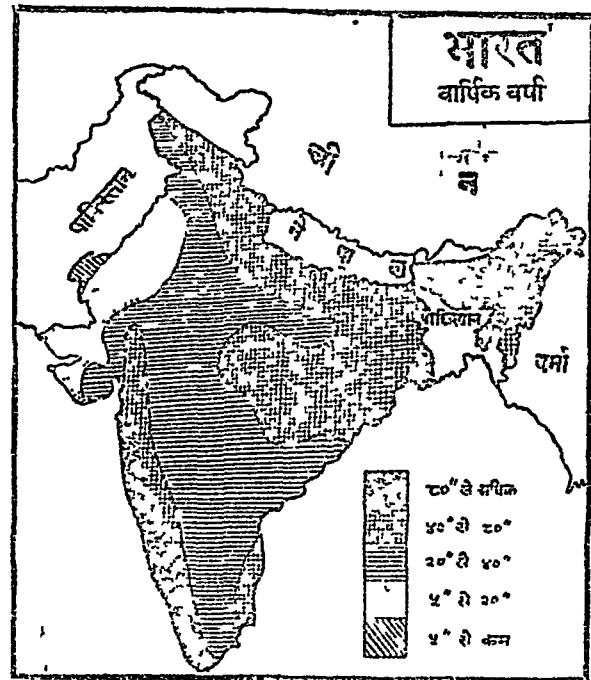 भारत
वार्षिक वर्षा
पाकिस्तान
ची
न
ने
पा
ल
पाकिस्तान
बर्मा
८०" से अधिक
४०" से ८०"
२०" से ४०"
५" से २०"
५" से कम